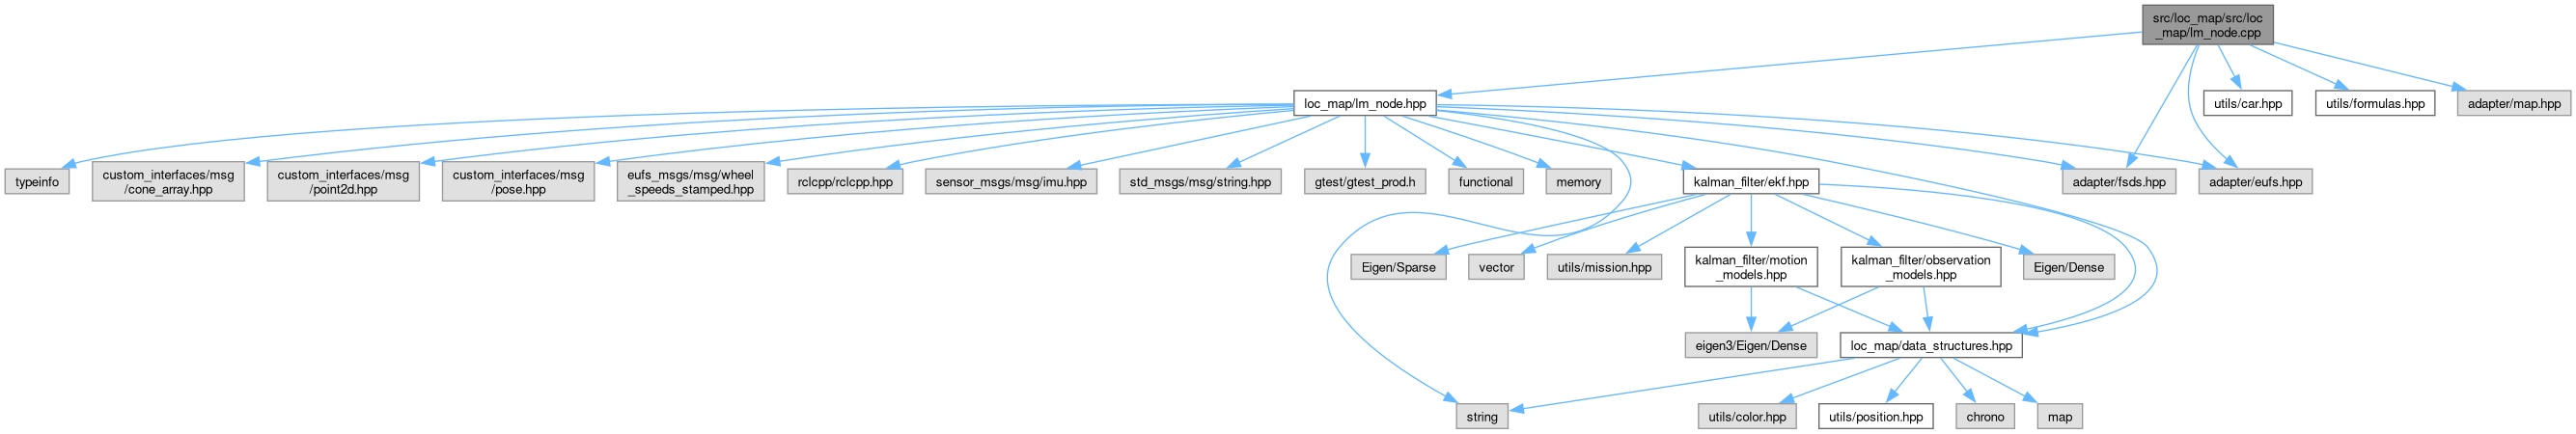 src/loc_map/src/loc
_map/lm_node.cpp
loc_map/lm_node.hpp
utils/car.hpp
utils/formulas.hpp
adapter/map.hpp
typeinfo
custom_interfaces/msg
/cone_array.hpp
custom_interfaces/msg
/point2d.hpp
custom_interfaces/msg
/pose.hpp
eufs_msgs/msg/wheel
_speeds_stamped.hpp
rclcpp/rclcpp.hpp
sensor_msgs/msg/imu.hpp
std_msgs/msg/string.hpp
gtest/gtest_prod.h
functional
memory
kalman_filter/ekf.hpp
adapter/fsds.hpp
adapter/eufs.hpp
Eigen/Sparse
vector
utils/mission.hpp
kalman_filter/motion
_models.hpp
kalman_filter/observation
_models.hpp
Eigen/Dense
eigen3/Eigen/Dense
loc_map/data_structures.hpp
string
utils/color.hpp
utils/position.hpp
chrono
map